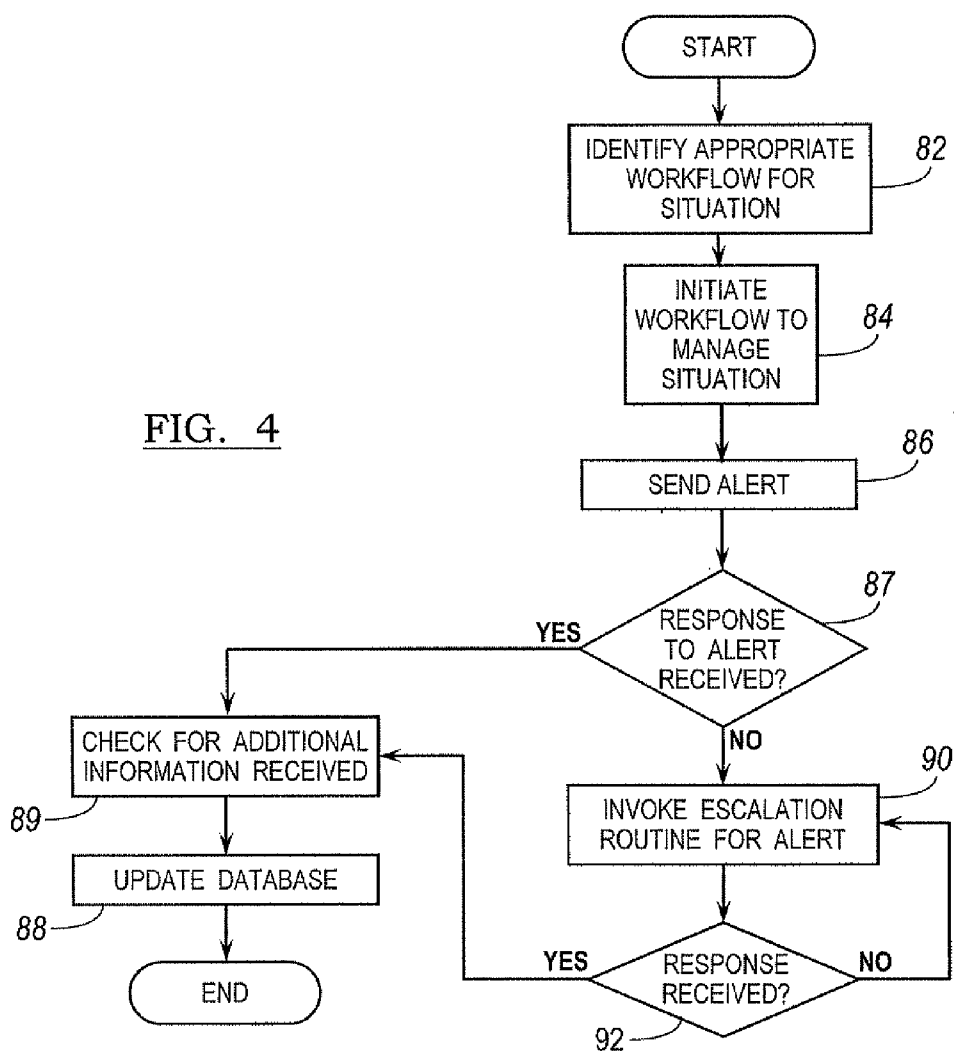 START
IDENTIFY APPROPRIATE
WORKFLOW FOR
SITUATION
82
INITIATE
WORKFLOW TO
MANAGE
SITUATION
84
FIG. 4
SEND ALERT
86
RESPONSE
TO ALERT
RECEIVED?
87
YES
NO
CHECK FOR ADDITIONAL
INFORMATION RECEIVED
89
INVOKE ESCALATION
ROUTINE FOR ALERT
90
UPDATE DATABASE
88
RESPONSE
RECEIVED?
YES
NO
92
END